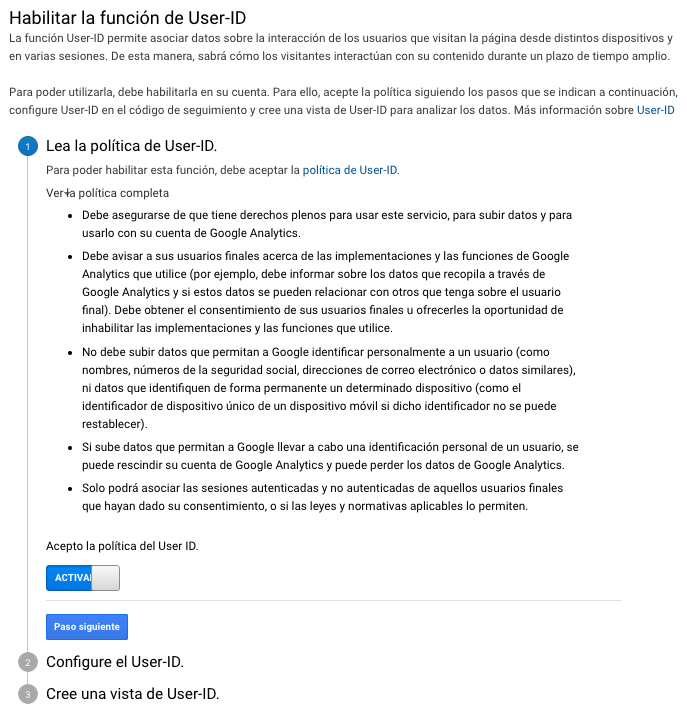 Habilitar la función de User-ID
La función User-ID permite asociar datos sobre la interacción de los usuarios que visitan la página desde distintos dispositivos y
en varias sesiones. De esta manera, sabrá cómo los visitantes interactúan con su contenido durante un plazo de tiempo amplio.
Para poder utilizarla, debe habilitarla en su cuenta. Para ello, acepte la política siguiendo los pasos que se indican a continuación,
configure User-ID en el código de seguimiento y cree una vista de User-ID para analizar los datos. Más información sobre User-ID
1 Lea la política de User-ID.
Para poder habilitar esta función, debe aceptar la política de User-ID.
Ver la política completa
• Debe asegurarse de que tiene derechos plenos para usar este servicio, para subir datos y para
usarlo con su cuenta de Google Analytics.
• Debe avisar a sus usuarios finales acerca de las implementaciones y las funciones de Google
Analytics que utilice (por ejemplo, debe informar sobre los datos que recopila a través de
Google Analytics y si estos datos se pueden relacionar con otros que tenga sobre el usuario
final). Debe obtener el consentimiento de sus usuarios finales u ofrecerles la oportunidad de
inhabilitar las implementaciones y las funciones que utilice.
• No debe subir datos que permitan a Google identificar personalmente a un usuario (como
nombres, números de la seguridad social, direcciones de correo electrónico o datos similares),
ni datos que identifiquen de forma permanente un determinado dispositivo (como el
identificador de dispositivo único de un dispositivo móvil si dicho identificador no se puede
restablecer).
• Si sube datos que permitan a Google llevar a cabo una identificación personal de un usuario, se
puede rescindir su cuenta de Google Analytics y puede perder los datos de Google Analytics.
• Solo podrá asociar las sesiones autenticadas y no autenticadas de aquellos usuarios finales
que hayan dado su consentimiento, o si las leyes y normativas aplicables lo permiten.
Acepto la política del User ID.
ACTIVA
Paso siguiente
2 Configure el User-ID.
3 Cree una vista de User-ID.